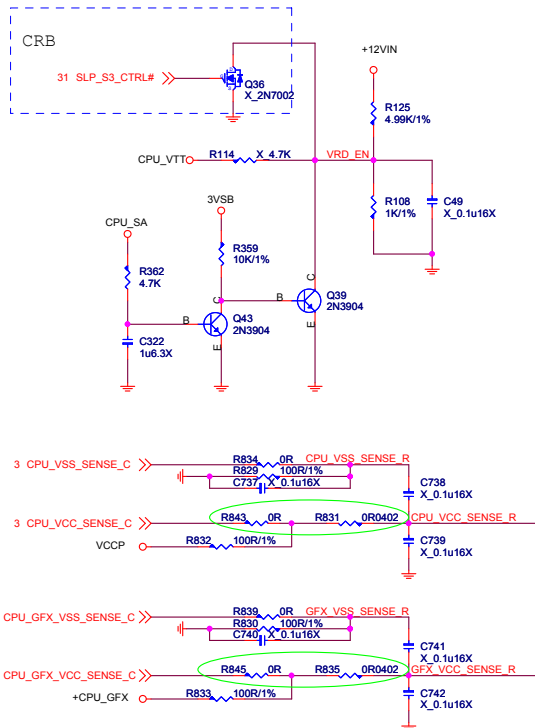 CRB
31 SLP_S3_CTRL#
Q36
X_2N7002
+12VIN
R125
4.99K/1%
CPU_VTT
R114
X_4.7K
VRD_EN
R108
1K/1%
C49
X_0.1u16X
3VSB
CPU_SA
R359
10K/1%
R362
4.7K
C
B
Q39
2N3904
E
C
B
Q43
2N3904
E
C322
1u6.3X
3 CPU_VSS_SENSE_C
R834
0R
CPU_VSS_SENSE_R
R829
100R/1%
C737
X_0.1u16X
C738
X_0.1u16X
3 CPU_VCC_SENSE_C
R843
0R
R831
0R0402
CPU_VCC_SENSE_R
VCCP
R832
100R/1%
C739
X_0.1u16X
CPU_GFX_VSS_SENSE_C
R839
0R
GFX_VSS_SENSE_R
R830
100R/1%
C740
X_0.1u16X
C741
X_0.1u16X
CPU_GFX_VCC_SENSE_C
R845
0R
R835
0R0402
GFX_VCC_SENSE_R
+CPU_GFX
R833
100R/1%
C742
X_0.1u16X